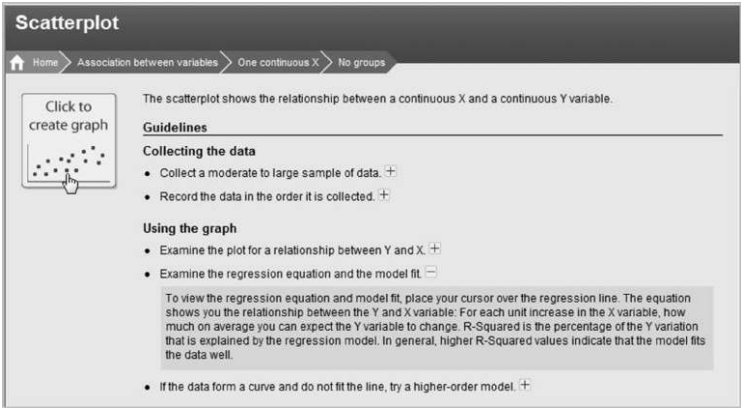 Scatterplot
Home Association between variables One continuous X No groups
Click to
create graph
The scatterplot shows the relationship between a continuous X and a continuous Y variable.
Guidelines
Collecting the data
• Collect a moderate to large sample of data.
• Record the data in the order it is collected.
Using the graph
• Examine the plot for a relationship between Y and X.
• Examine the regression equation and the model fit.
To view the regression equation and model fit, place your cursor over the regression line. The equation
shows you the relationship between the Y and X variable: For each unit increase in the X variable, how
much on average you can expect the Y variable to change. R-Squared is the percentage of the Y variation
that is explained by the regression model. In general, higher R-Squared values indicate that the model fits
the data well.
• If the data form a curve and do not fit the line, try a higher-order model.